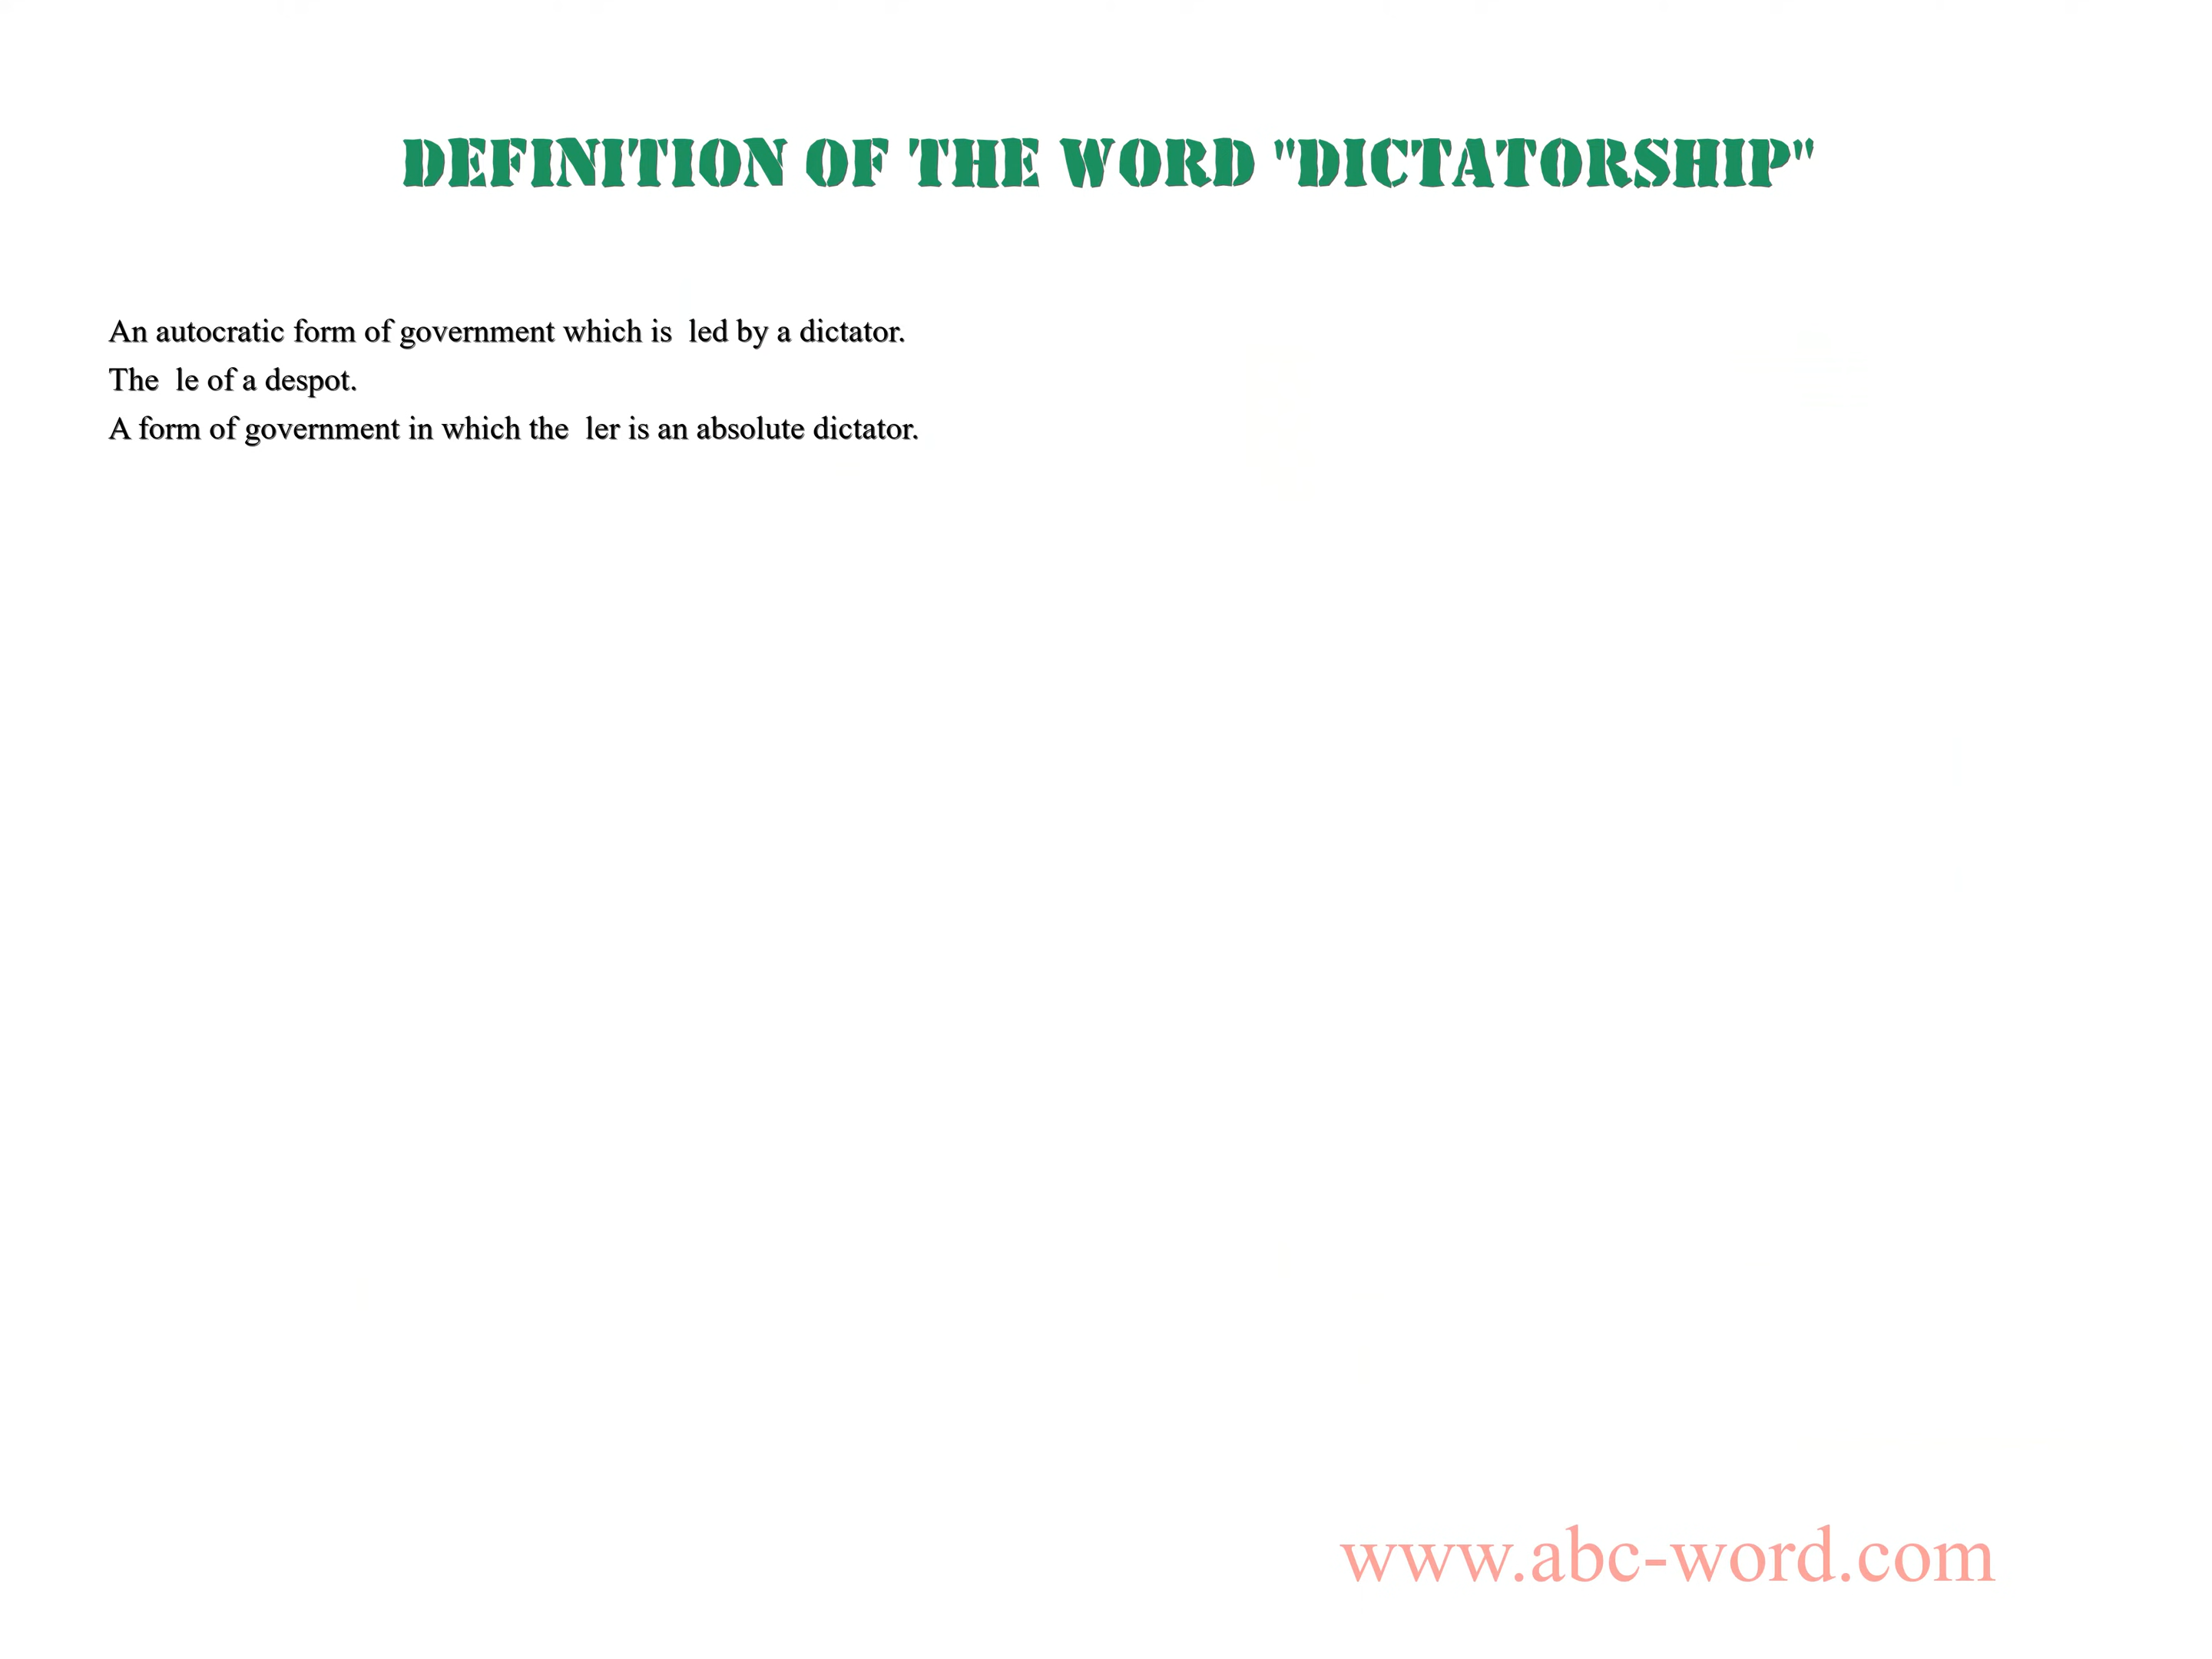 DEFINITION OF THE WORD "DICTATORSHIP"
An autocratic form of government which is  led by a dictator.
The  le of a despot.
A form of government in which the  ler is an absolute dictator.
www.abc-word.com